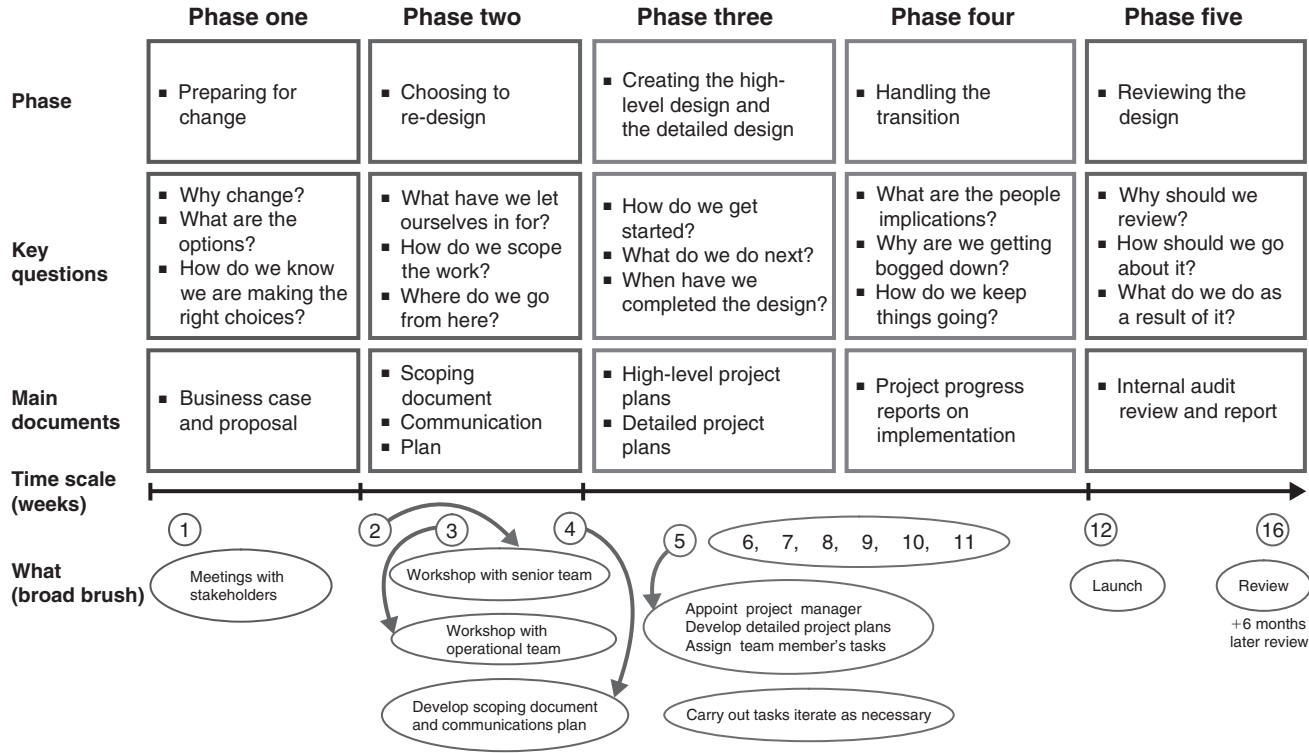 Phase one
Phase two
Phase three
Phase four
Phase five
Phase
▪ Preparing for
change
▪ Choosing to
re-design
▪ Creating the high-
level design and
the detailed design
▪ Handling the
transition
▪ Reviewing the
design
Key
questions
▪ Why change?
▪ What are the
options?
▪ How do we know
we are making the
right choices?
▪ What have we let
ourselves in for?
▪ How do we scope
the work?
▪ Where do we go
from here?
▪ How do we get
started?
▪ What do we do next?
▪ When have we
completed the design?
▪ What are the people
implications?
▪ Why are we getting
bogged down?
▪ How do we keep
things going?
▪ Why should we
review?
▪ How should we go
about it?
▪ What do we do as
a result of it?
Main
documents
▪ Business case
and proposal
▪ Scoping
document
▪ Communication
▪ Plan
▪ High-level project
plans
▪ Detailed project
plans
▪ Project progress
reports on
implementation
▪ Internal audit
review and report
Time scale
(weeks)
1
2
3
4
5
6, 7, 8, 9, 10, 11
12
16
What
(broad brush)
Meetings with
stakeholders
Workshop with senior team
Workshop with
operational team
Develop scoping document
and communications plan
Appoint project manager
Develop detailed project plans
Assign team member's tasks
Carry out tasks iterate as necessary
Launch
Review
+6 months
later review